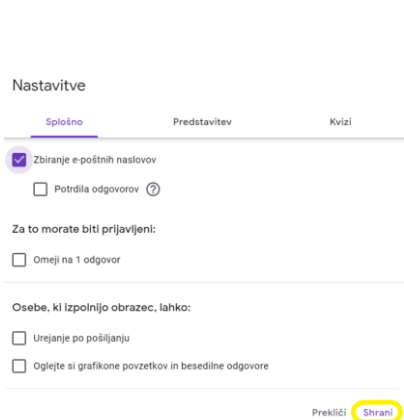 Nastavitve
Splošno Predstavitev Kvizi
Zbiranje e-poštnih naslovov
Potrdila odgovorov ?
Za to morate biti prijavljeni:
Omeji na 1 odgovor
Osebe, ki izpolnijo obrazec, lahko:
Urejanje po pošiljanju
Oglejte si grafikone povzetkov in besedilne odgovore
Prekliči Shrani